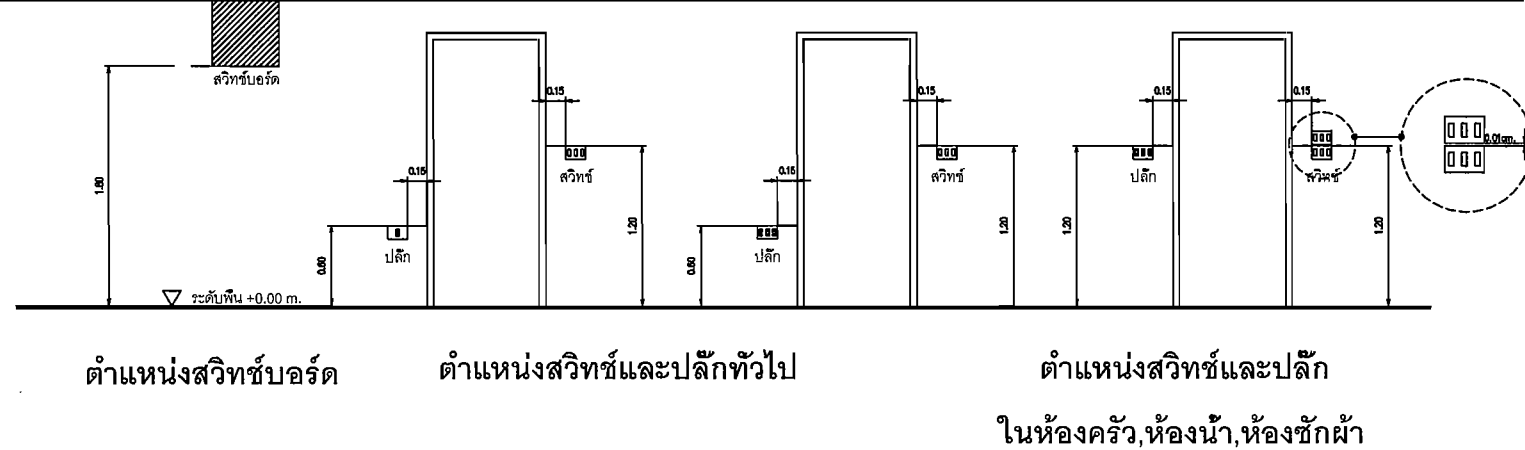 สวิทช์บอร์ด
1.80
ระดับพื้น +0.00 m.
0.60
0.15
ปลั๊ก
0.15
สวิทช์
1.20
0.60
0.15
ปลั๊ก
0.15
สวิทช์
1.20
1.20
0.15
ปลั๊ก
0.15
สวิทช์
1.20
0.01cm.
ตำแหน่งสวิทช์บอร์ด
ตำแหน่งสวิทช์และปลั๊กทั่วไป
ตำแหน่งสวิทช์และปลั๊ก
ในห้องครัว,ห้องน้ำ,ห้องซักผ้า